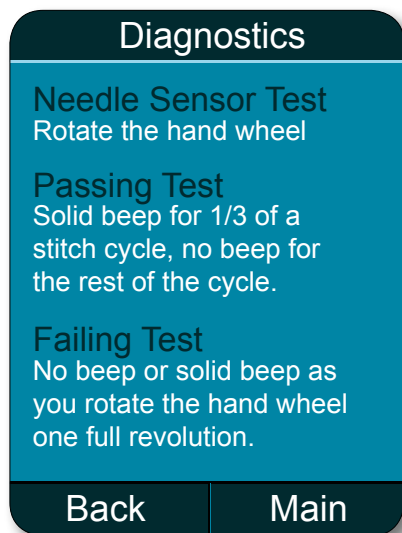 Diagnostics
Needle Sensor Test
Rotate the hand wheel
Passing Test
Solid beep for 1/3 of a
stitch cycle, no beep for
the rest of the cycle.
Failing Test
No beep or solid beep as
you rotate the hand wheel
one full revolution.
Back
Main